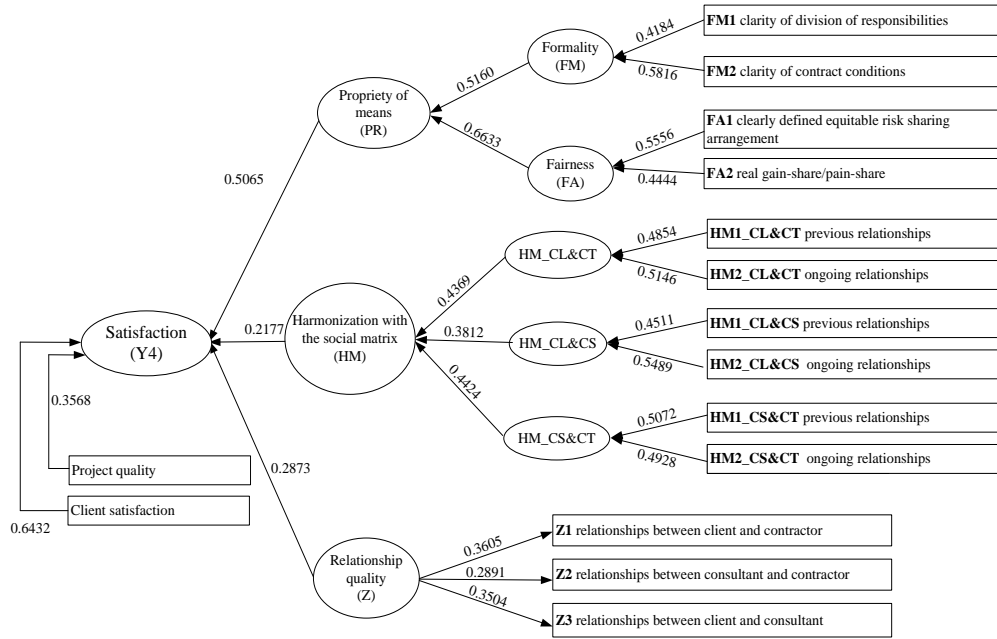 FM1 clarity of division of responsibilities
0.4184
Formality
(FM)
0.5816
FM2 clarity of contract conditions
0.5160
Propriety of
means
(PR)
0.6633
FA1 clearly defined equitable risk sharing
arrangement
0.5556
Fairness
(FA)
0.4444
FA2 real gain-share/pain-share
0.5065
HM1_CL&CT previous relationships
0.4854
HM_CL&CT
0.5146
HM2_CL&CT ongoing relationships
0.4369
Satisfaction
(Y4)
0.2177
Harmonization with
the social matrix
(HM)
0.3812
HM_CL&CS
0.4511
HM1_CL&CS previous relationships
0.5489
HM2_CL&CS ongoing relationships
0.4424
HM1_CS&CT previous relationships
0.5072
HM_CS&CT
0.4928
HM2_CS&CT ongoing relationships
0.3568
Project quality
0.2873
Client satisfaction
0.6432
Relationship
quality
(Z)
0.3605
Z1 relationships between client and contractor
0.2891
Z2 relationships between consultant and contractor
0.3504
Z3 relationships between client and consultant